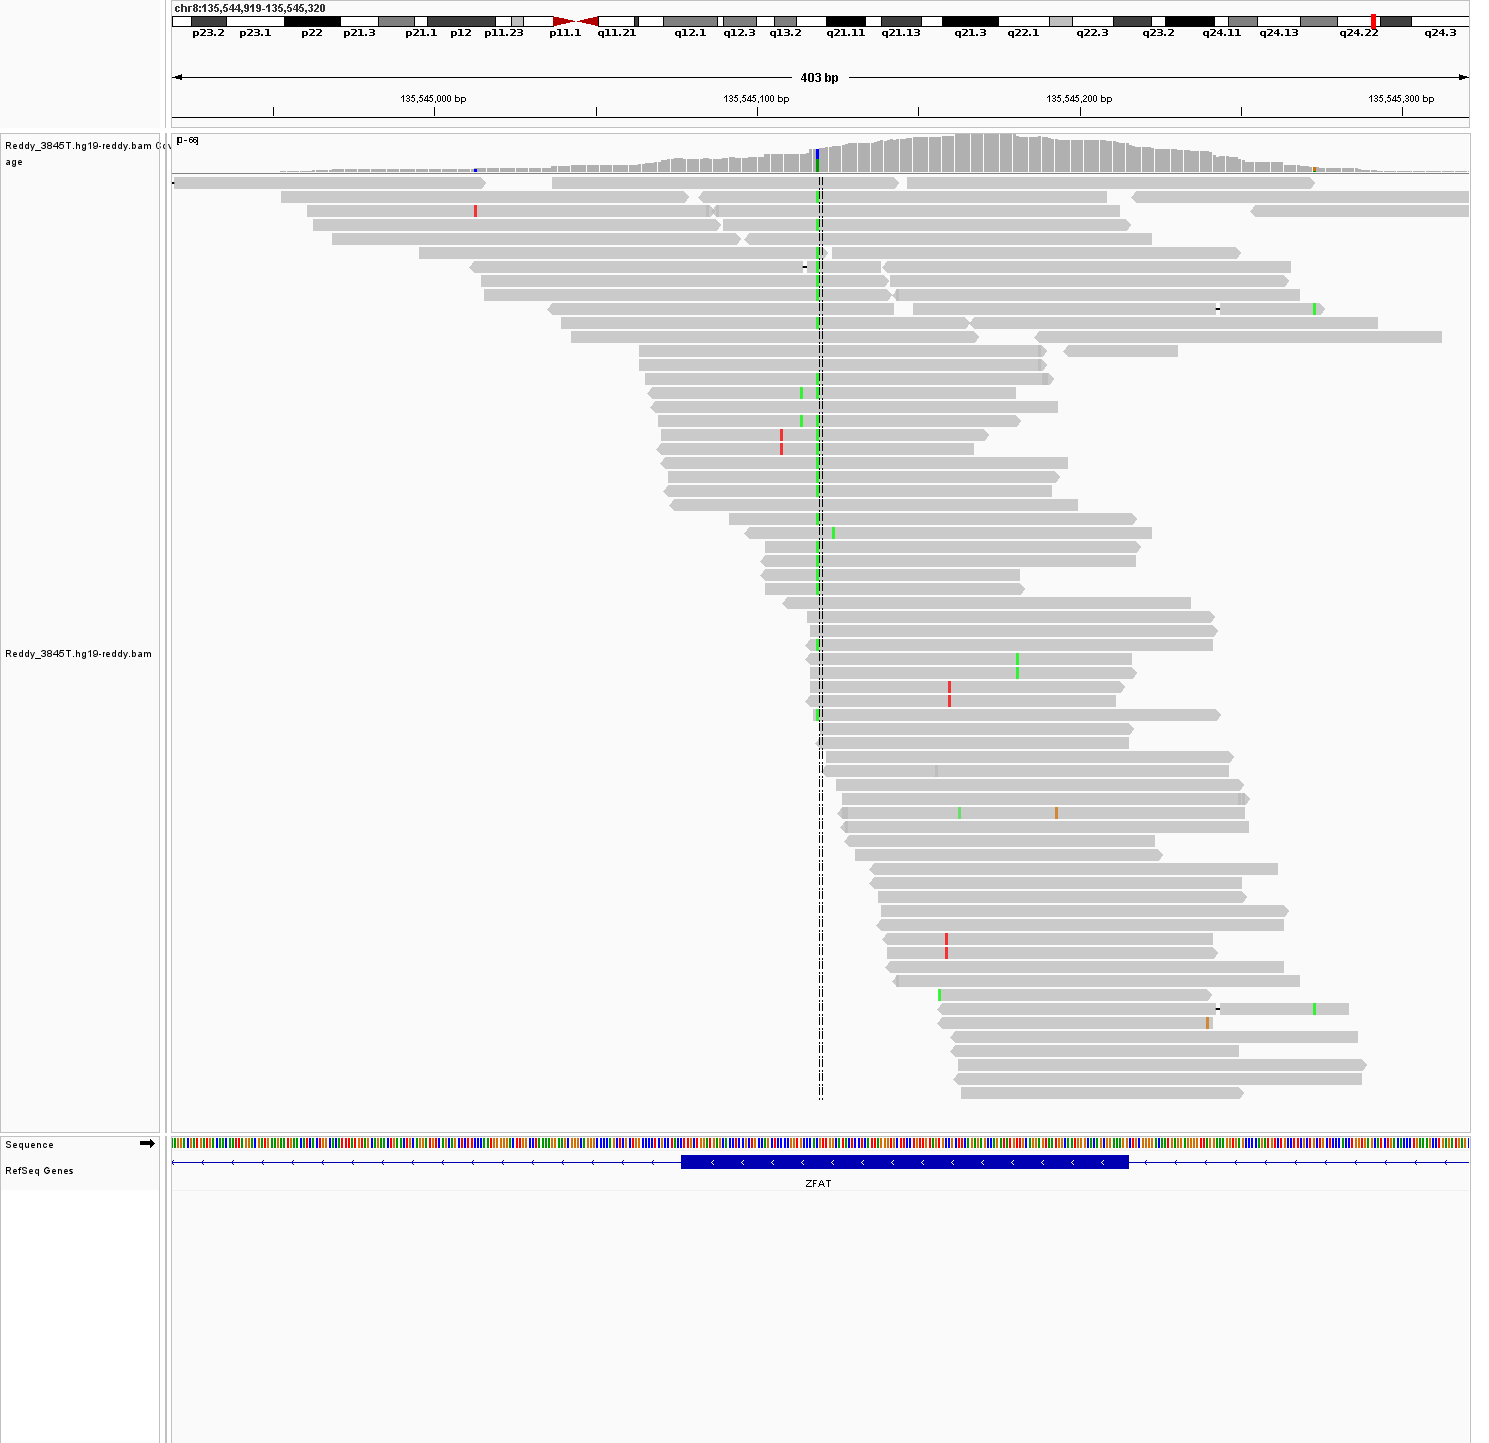 chr8:135,544,919-135,545,320
p23.2 p23.1 p22 p21.3 p21.1 p12 p11.23 p11.1 q11.21 q12.1 q12.3 q13.2 q21.11 q21.13 q21.3 q22.1 q22.3 q23.2 q24.11 q24.13 q24.22 q24.3
403 bp
135,545,000 bp 135,545,100 bp 135,545,200 bp 135,545,300 bp
Reddy_3845T.hg19-reddy.bam Cov
age
[0 - 66]
Reddy_3845T.hg19-reddy.bam
Sequence
RefSeq Genes
ZFAT